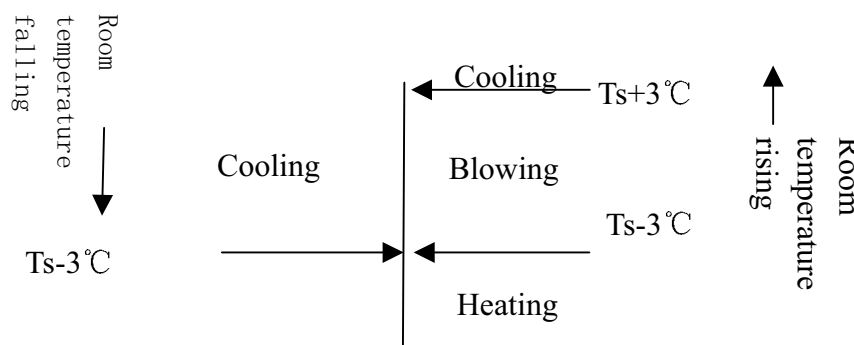 Room
temperature
falling
Cooling
Ts-3℃
Cooling
Ts+3℃
Blowing
Ts-3℃
Heating
Room
temperature
rising